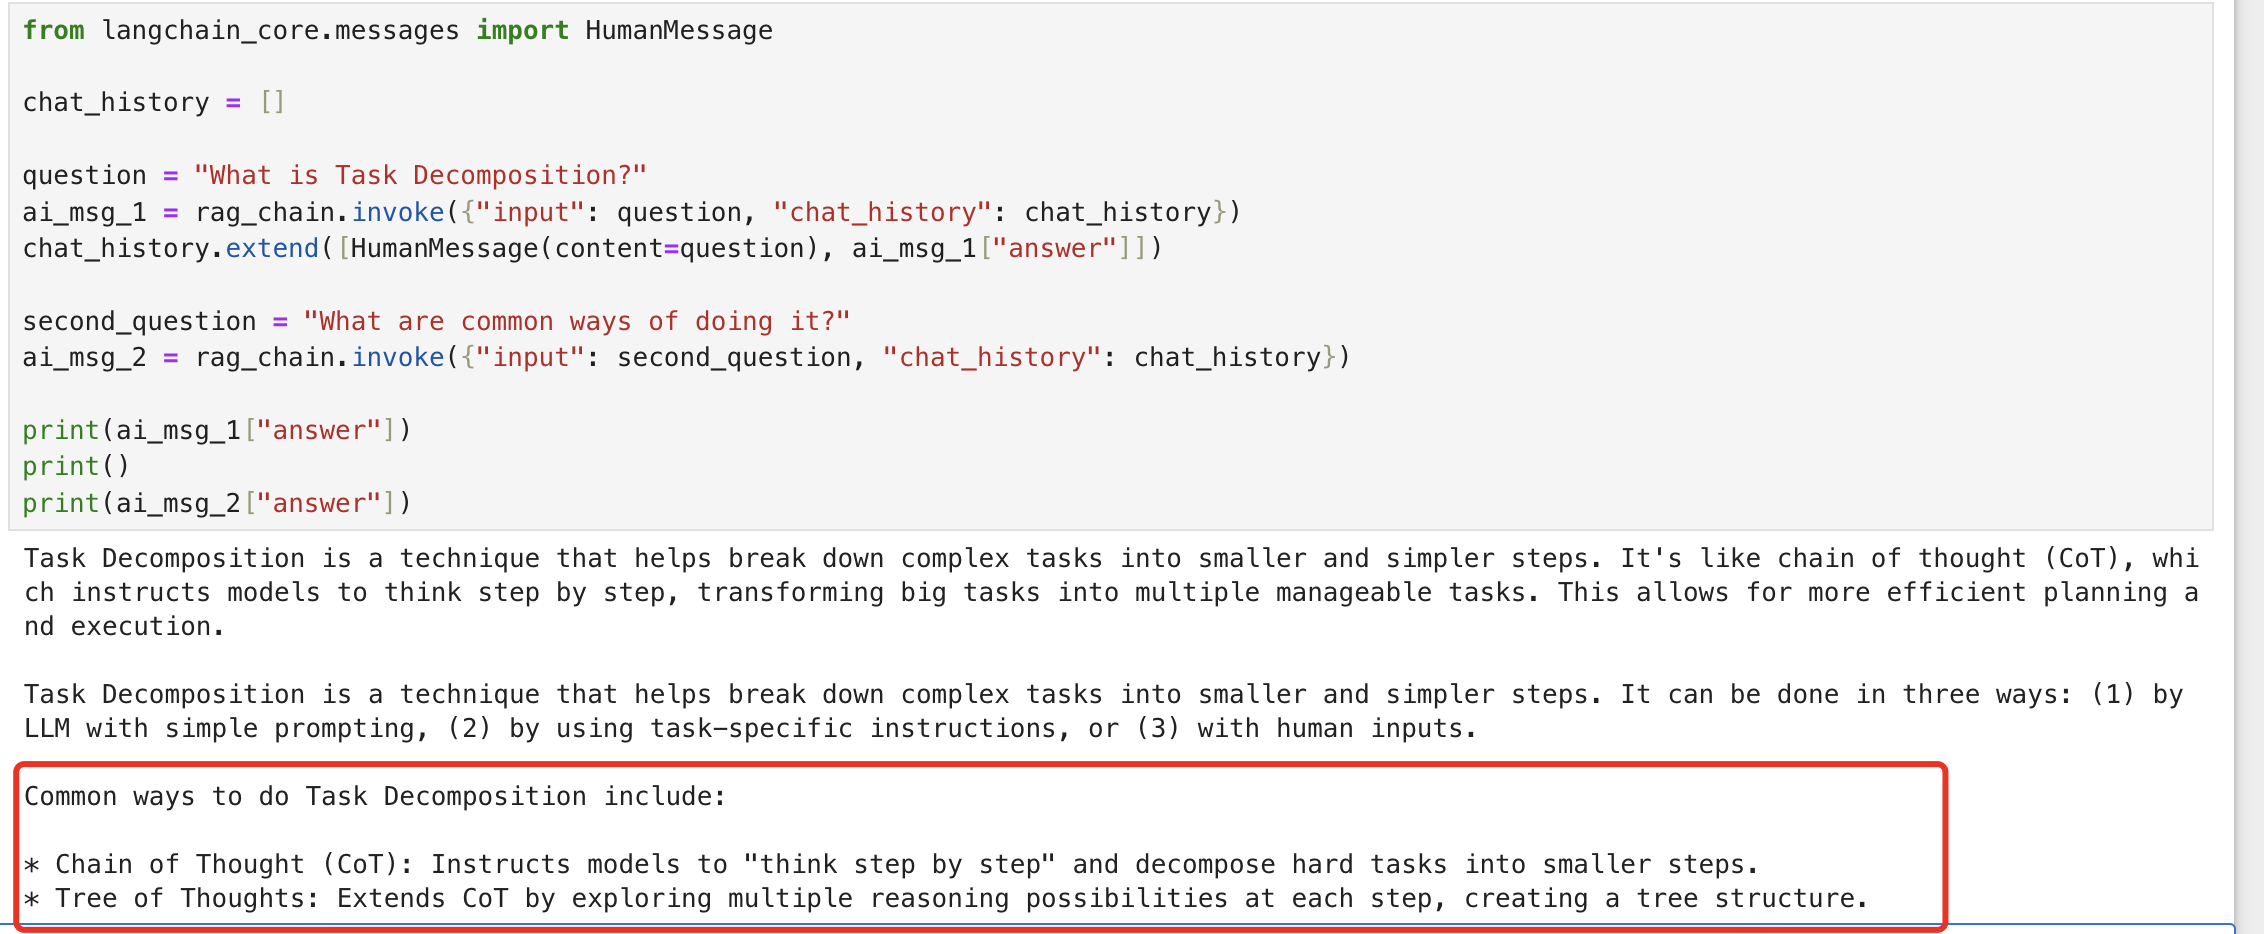 from langchain_core.messages import HumanMessage
chat_history = []
question = "What is Task Decomposition?"
ai_msg_1 = rag_chain.invoke({"input": question, "chat_history": chat_history})
chat_history.extend([HumanMessage(content=question), ai_msg_1["answer"]])
second_question = "What are common ways of doing it?"
ai_msg_2 = rag_chain.invoke({"input": second_question, "chat_history": chat_history})
print(ai_msg_1["answer"])
print()
print(ai_msg_2["answer"])
Task Decomposition is a technique that helps break down complex tasks into smaller and simpler steps. It's like chain of thought (CoT), whi
ch instructs models to think step by step, transforming big tasks into multiple manageable tasks. This allows for more efficient planning a
nd execution.
Task Decomposition is a technique that helps break down complex tasks into smaller and simpler steps. It can be done in three ways: (1) by
LLM with simple prompting, (2) by using task-specific instructions, or (3) with human inputs.
Common ways to do Task Decomposition include:
* Chain of Thought (CoT): Instructs models to "think step by step" and decompose hard tasks into smaller steps.
* Tree of Thoughts: Extends CoT by exploring multiple reasoning possibilities at each step, creating a tree structure.